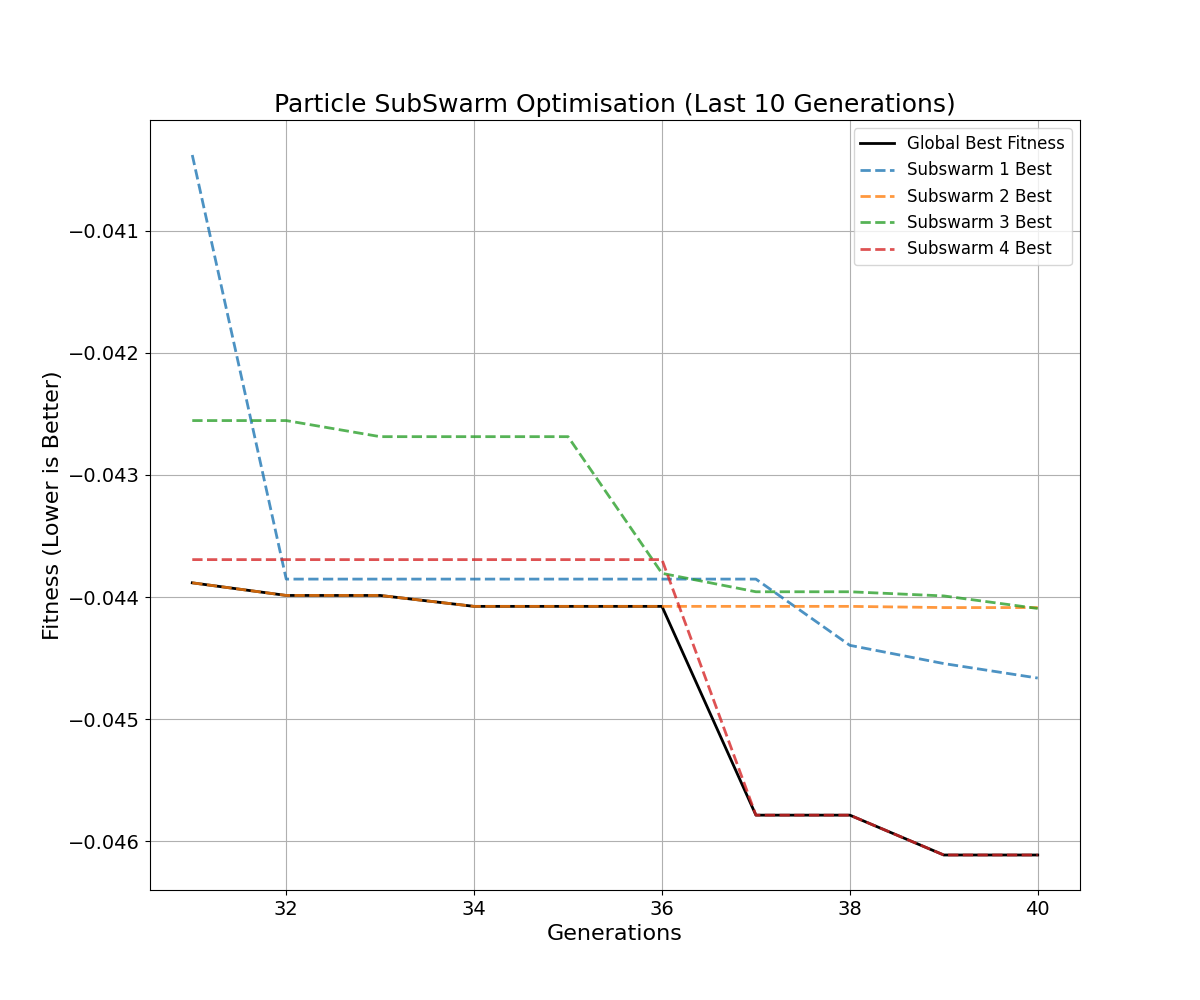 Particle SubSwarm Optimisation (Last 10 Generations)
Global Best Fitness
Subswarm 1 Best
Subswarm 2 Best
Subswarm 3 Best
Subswarm 4 Best
Fitness (Lower is Better)
−0.041
−0.042
−0.043
−0.044
−0.045
−0.046
32 34 36 38 40
Generations